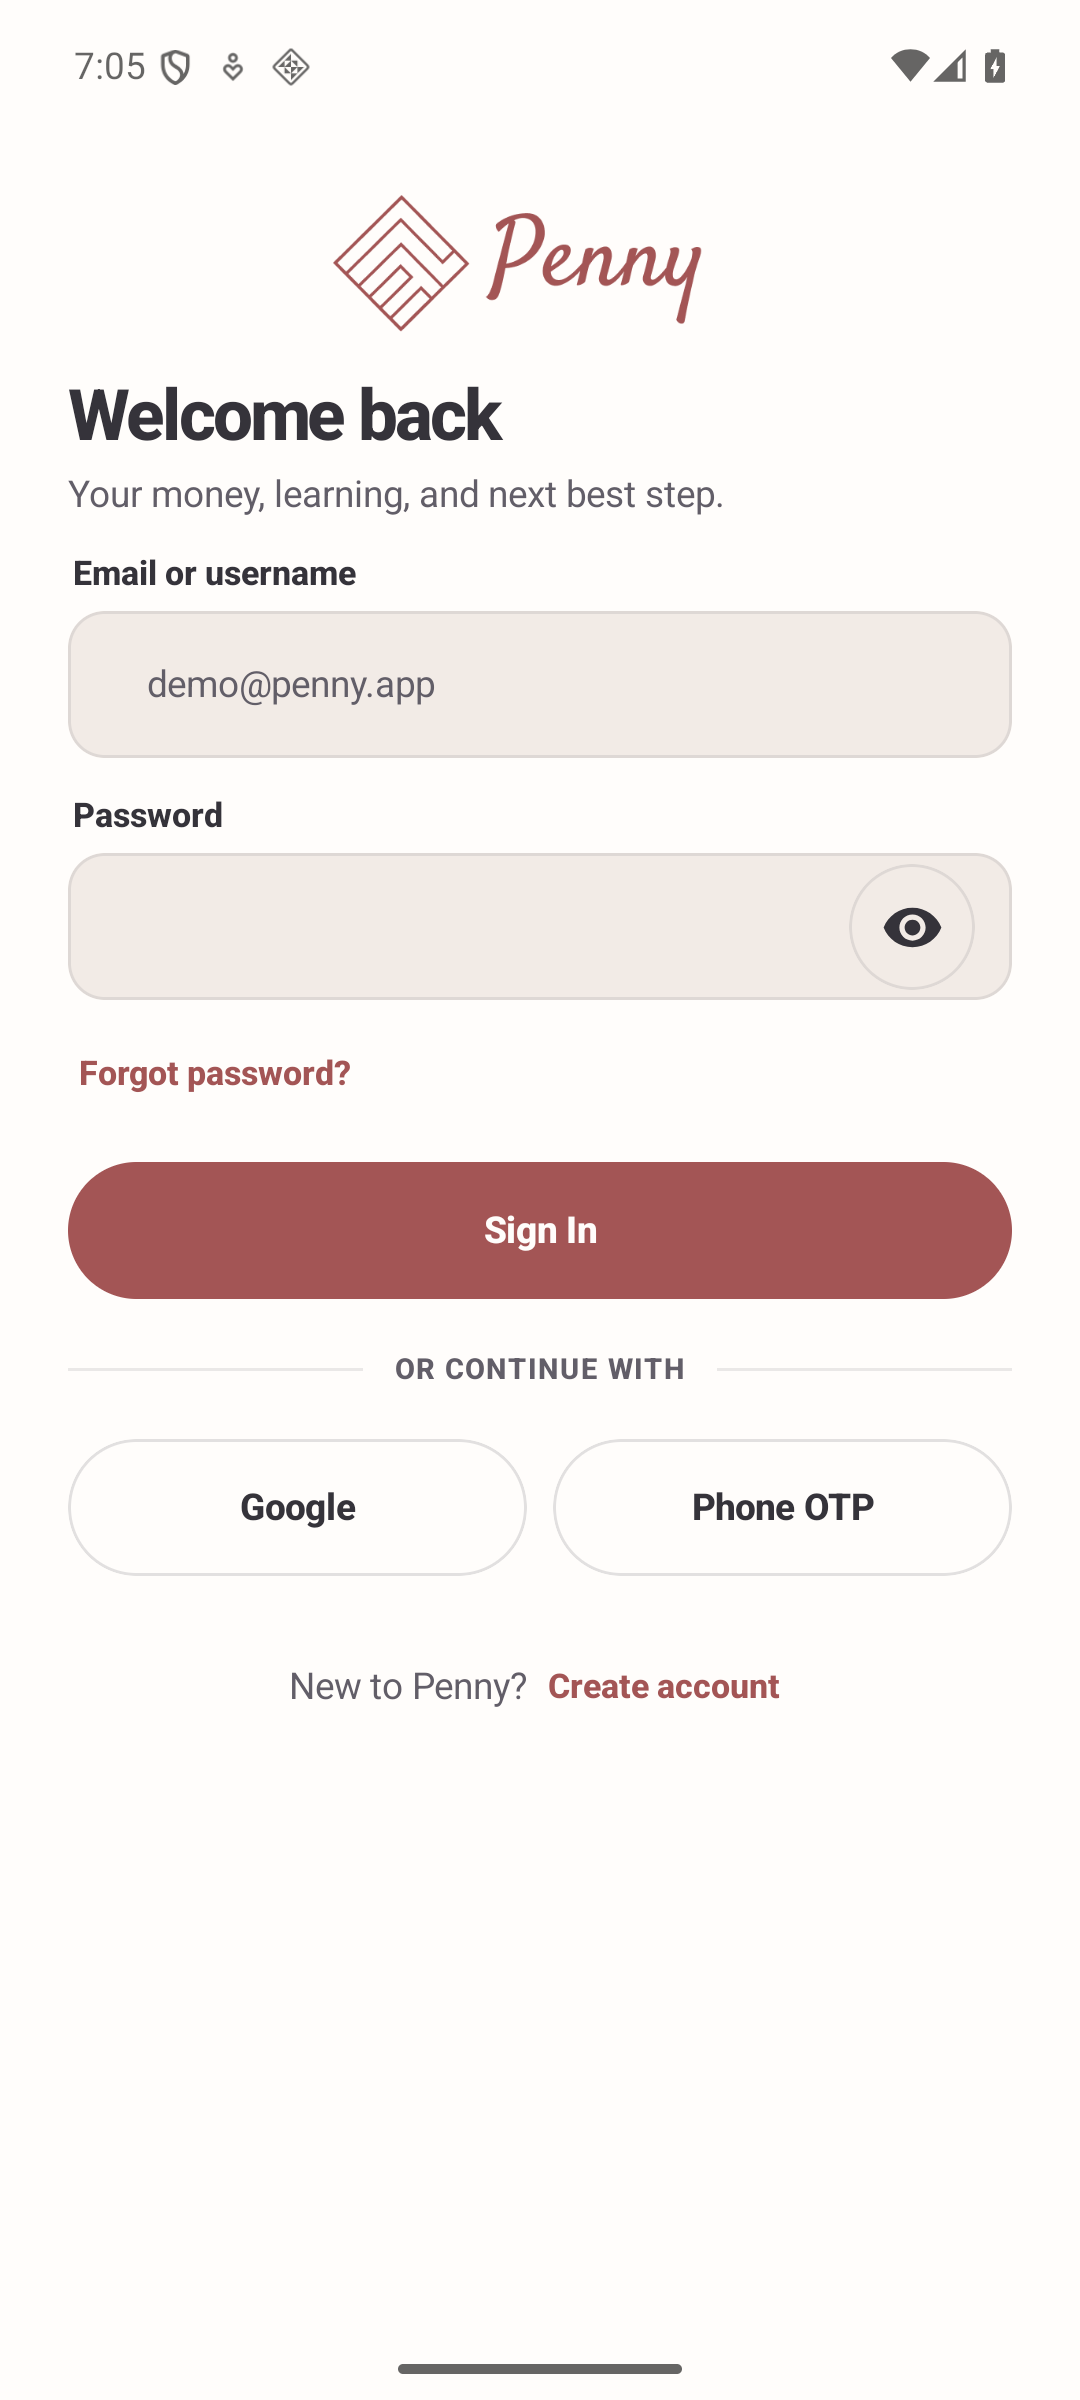 7:05
Penny
Welcome back
Your money, learning, and next best step.
Email or username
demo@penny.app
Password
Forgot password?
Sign In
OR CONTINUE WITH
Google
Phone OTP
New to Penny? Create account